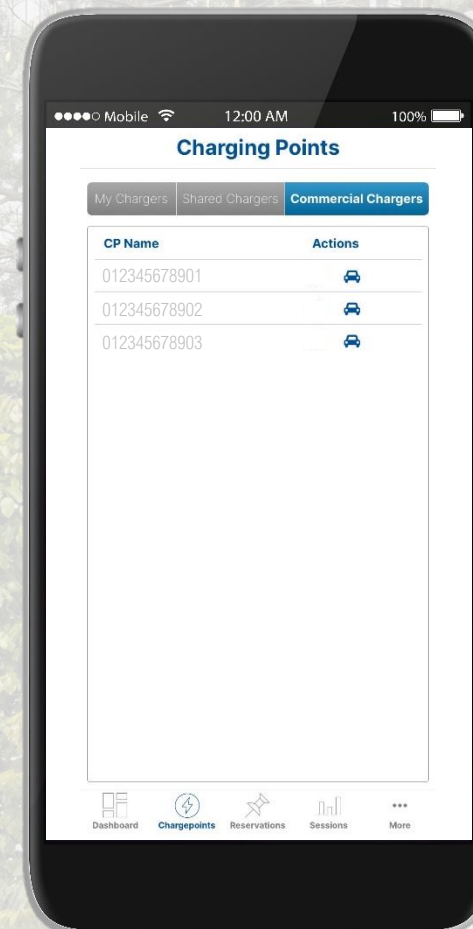 Mobile 12:00 AM 100%
Charging Points
My Chargers Shared Chargers Commercial Chargers
CP Name Actions
012345678901
012345678902
012345678903
Dashboard Chargepoints Reservations Sessions More